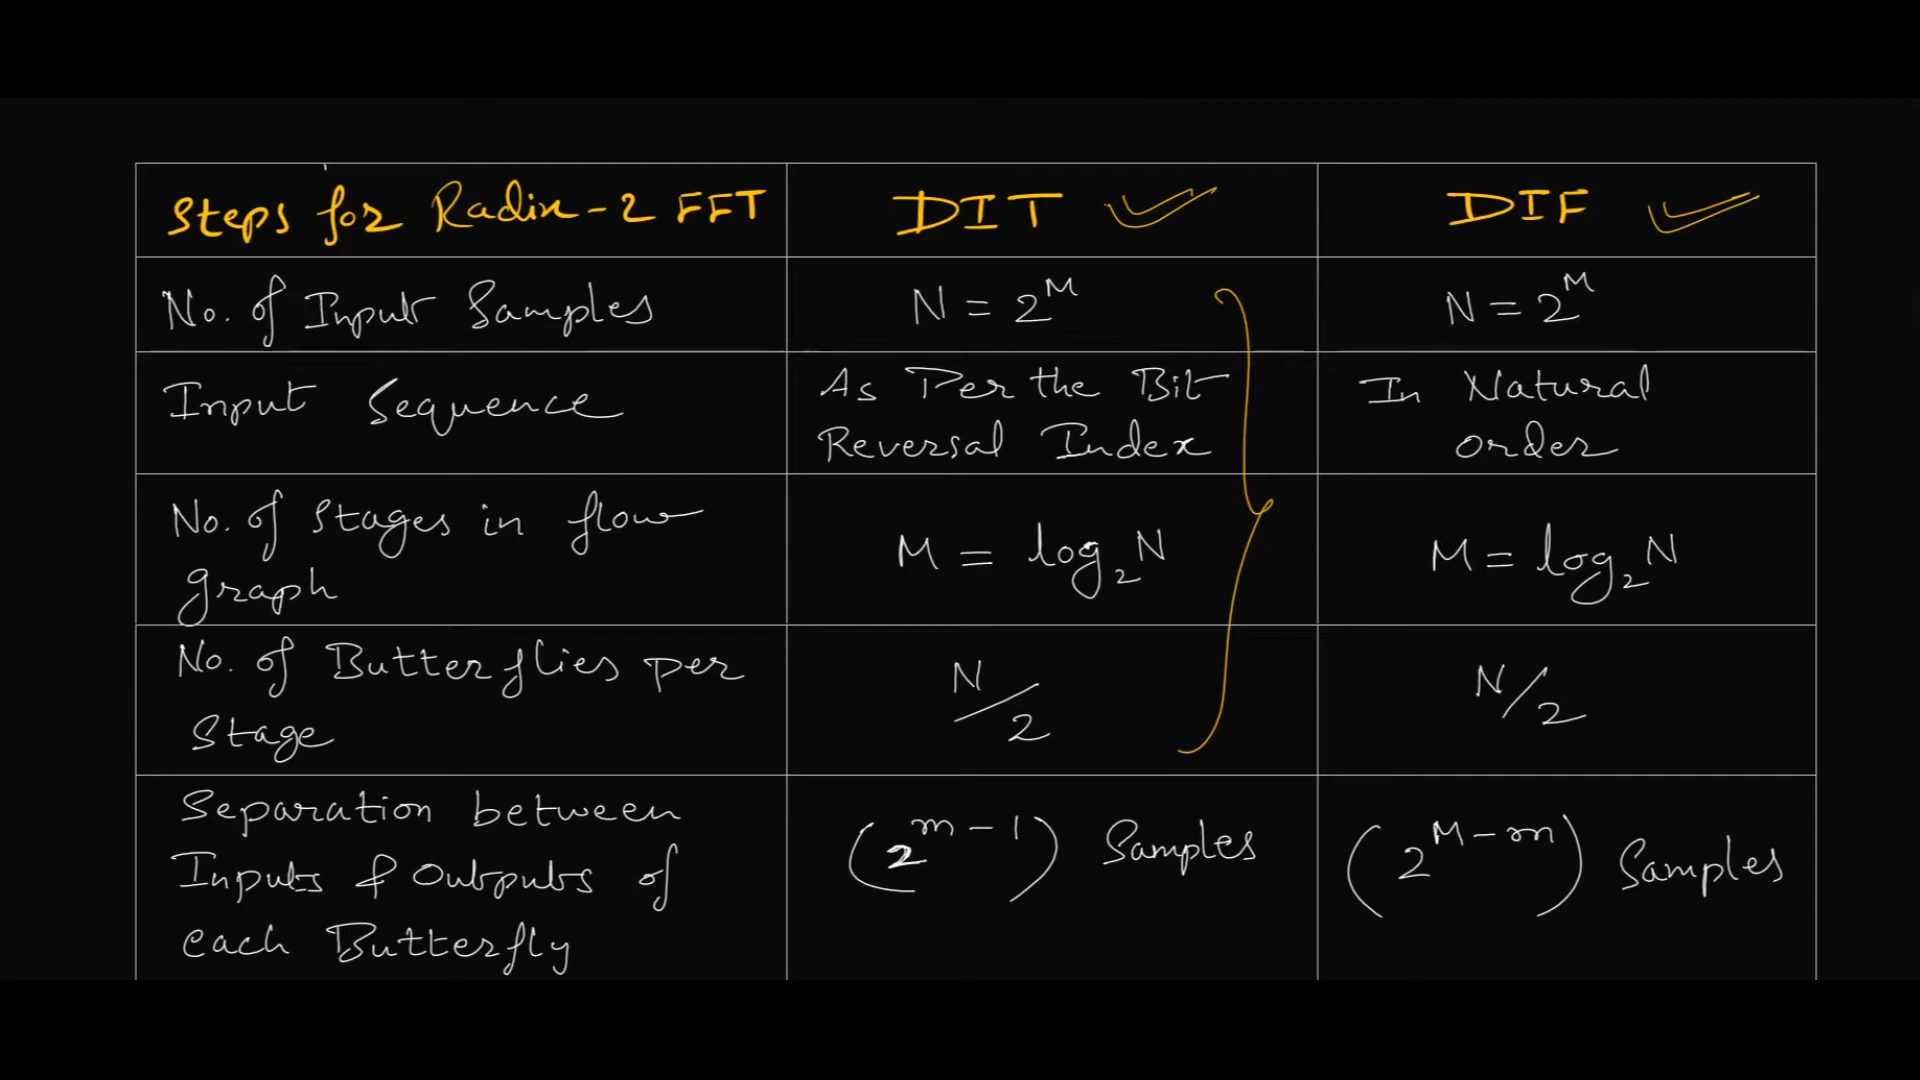 Steps for Radix-2 FFT
DIT
DIF
No. of Input Samples
N = 2^M
N = 2^M
Input Sequence
As Per the Bit
Reversal Index
In Natural
order
No. of Stages in flow
graph
M = log₂N
M = log₂N
No. of Butterflies per
Stage
N/2
N/2
Separation between
Inputs & Outputs of
each Butterfly
(2^(m-1)) Samples
(2^(M-m)) Samples